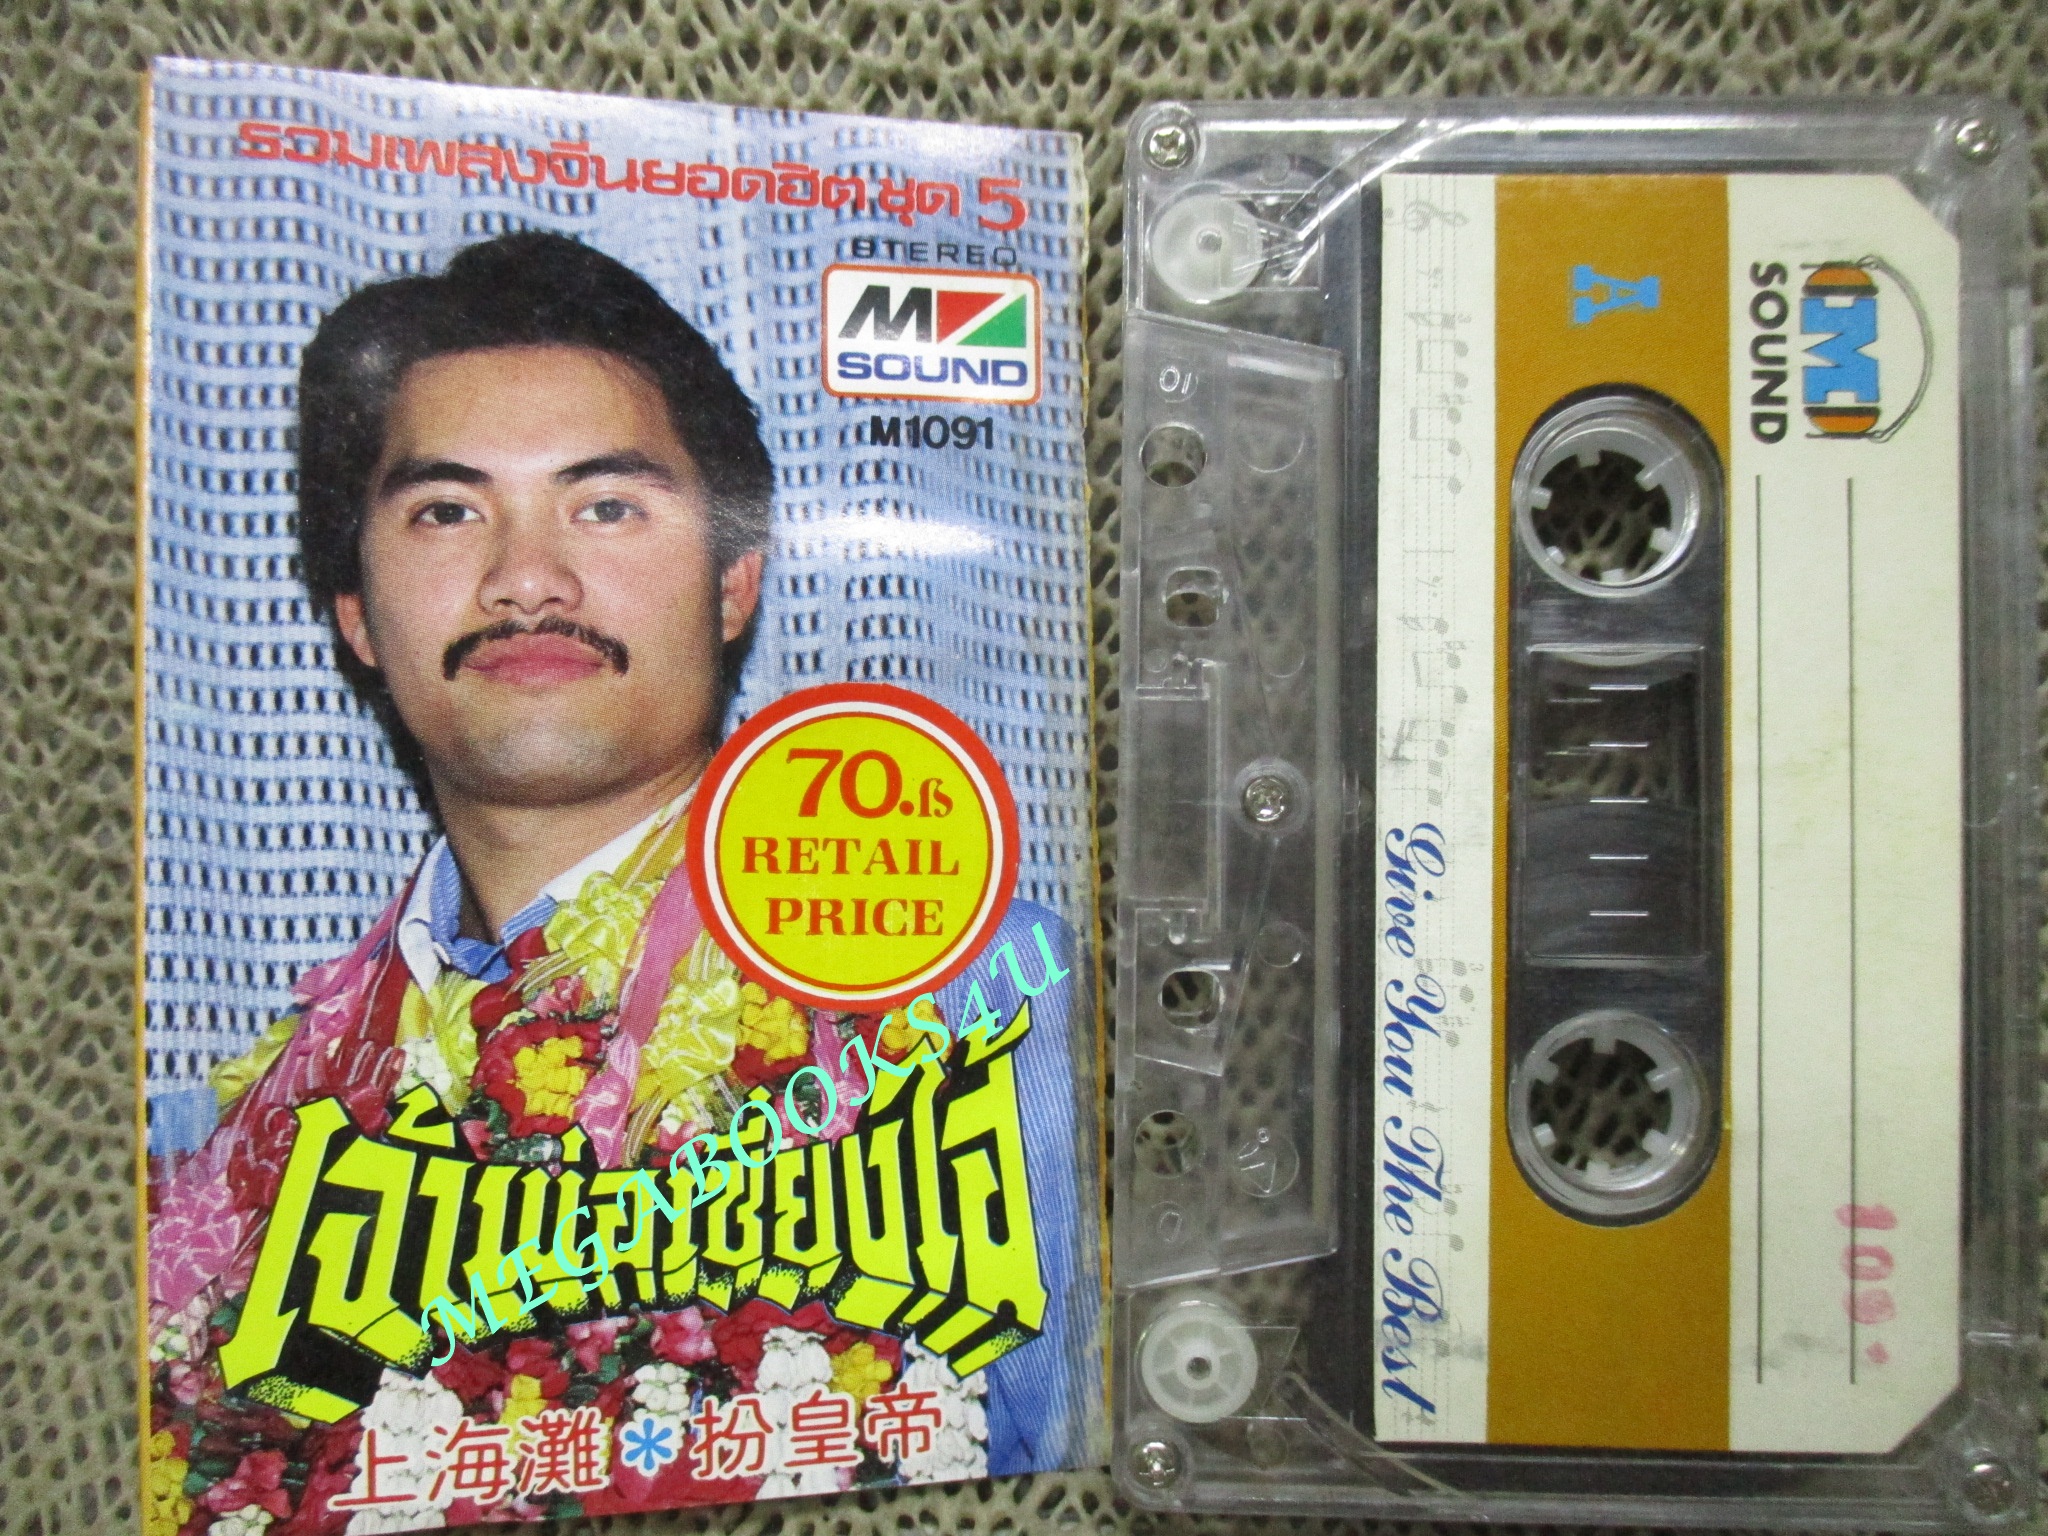 รวมเพลงจีนยอดฮิต ชุด 5
STEREO
M
SOUND
M1091
70.฿
RETAIL
PRICE
เจ้าพ่อเซี่ยงไฮ้
上海灘*扮皇帝
MEGABOOKS4U
A
M
SOUND
Give You The Best
109.